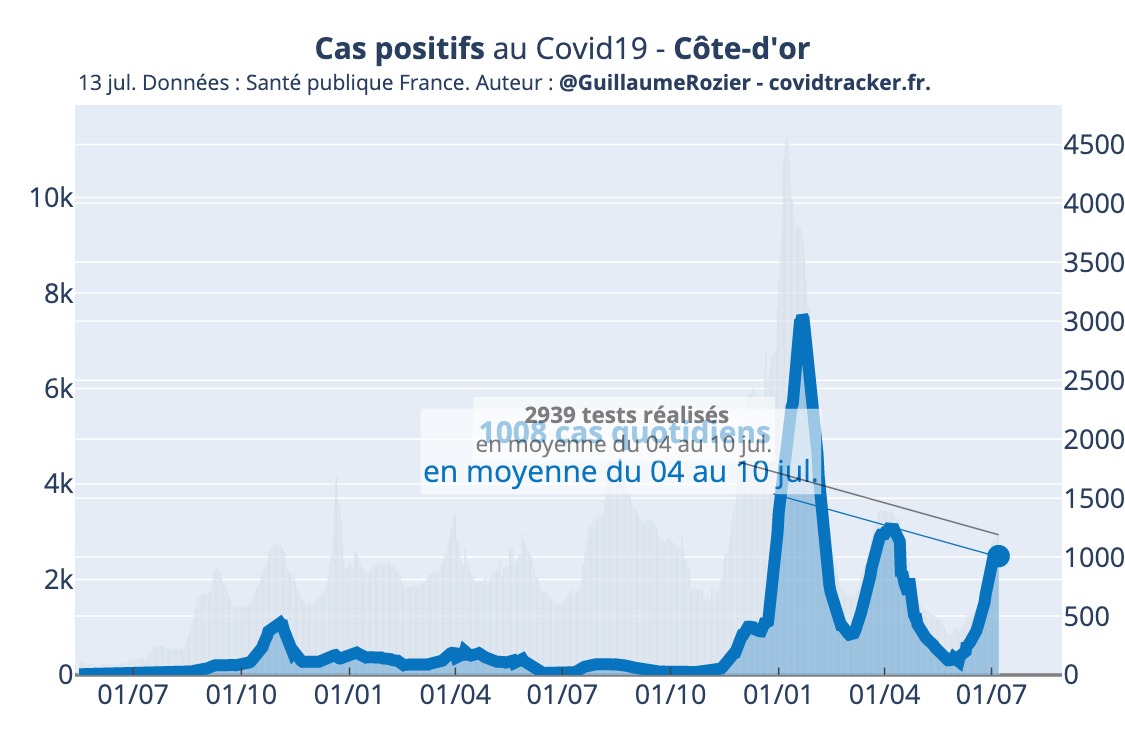 Cas positifs au Covid19 - Côte-d'or
13 jul. Données : Santé publique France. Auteur : @GuillaumeRozier - covidtracker.fr.
10k
8k
6k
4k
2k
0
4500
4000
3500
3000
2500
2000
1500
1000
500
0
2939 tests réalisés
1008 cas quotidiens
en moyenne du 04 au 10 jul.
en moyenne du 04 au 10 jul.
01/07
01/10
01/01
01/04
01/07
01/10
01/01
01/04
01/07